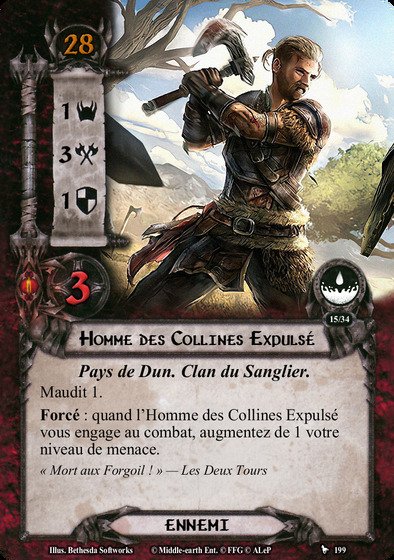 28
1
3
1
3
15/34
Homme des Collines Expulsé
Pays de Dun. Clan du Sanglier.
Maudit 1.
Forcé : quand l'Homme des Collines Expulsé
vous engage au combat, augmentez de 1 votre
niveau de menace.
« Mort aux Forgoil ! » — Les Deux Tours
ENNEMI
Illus. Bethesda Softworks © Middle-earth Ent. © FFG © ALeP 199